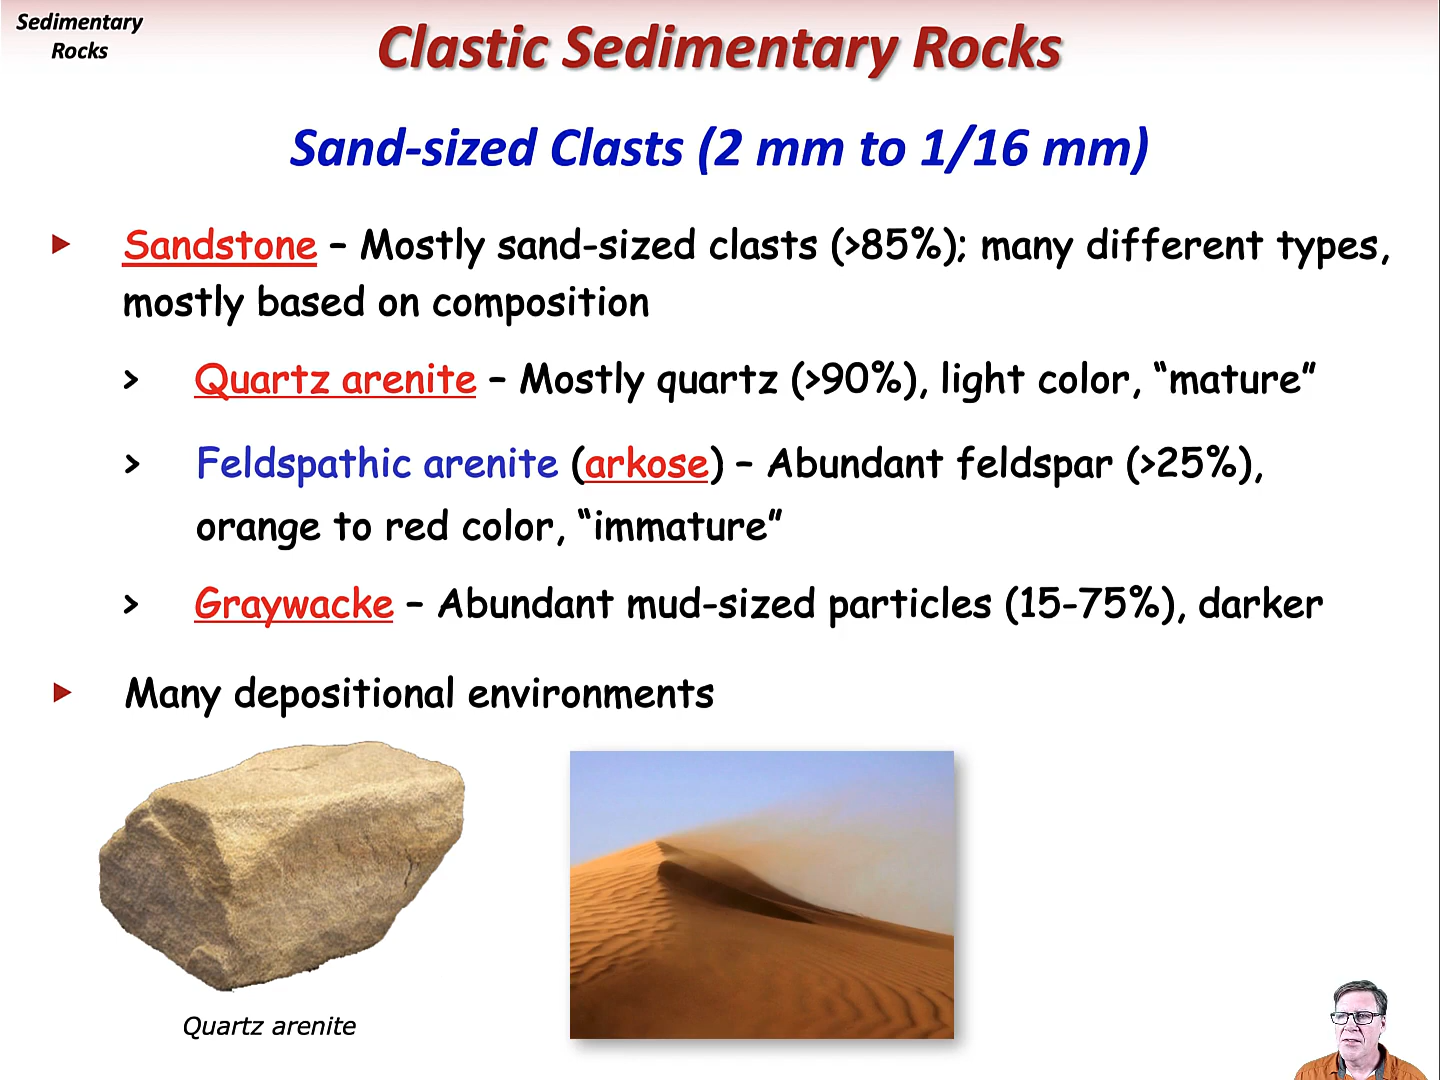 Sedimentary
Rocks
Clastic Sedimentary Rocks
Sand-sized Clasts (2 mm to 1/16 mm)
Sandstone – Mostly sand-sized clasts (>85%); many different types,
mostly based on composition
> Quartz arenite – Mostly quartz (>90%), light color, “mature”
> Feldspathic arenite (arkose) – Abundant feldspar (>25%),
orange to red color, “immature”
> Graywacke – Abundant mud-sized particles (15-75%), darker
Many depositional environments
Quartz arenite